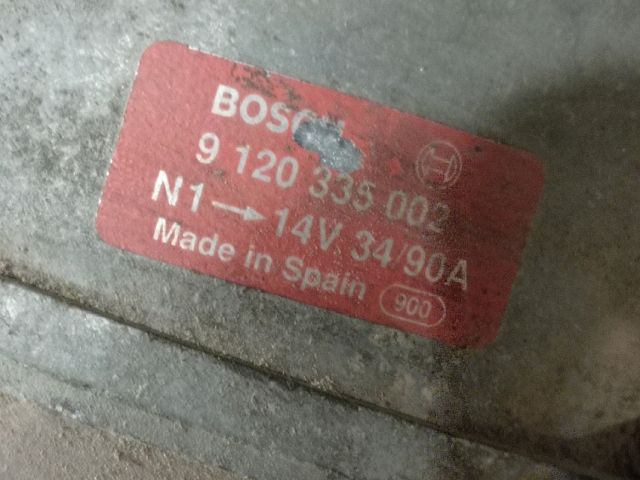 BOSCH
9 120 335 002
N1→14V 34/90A
Made in Spain 900